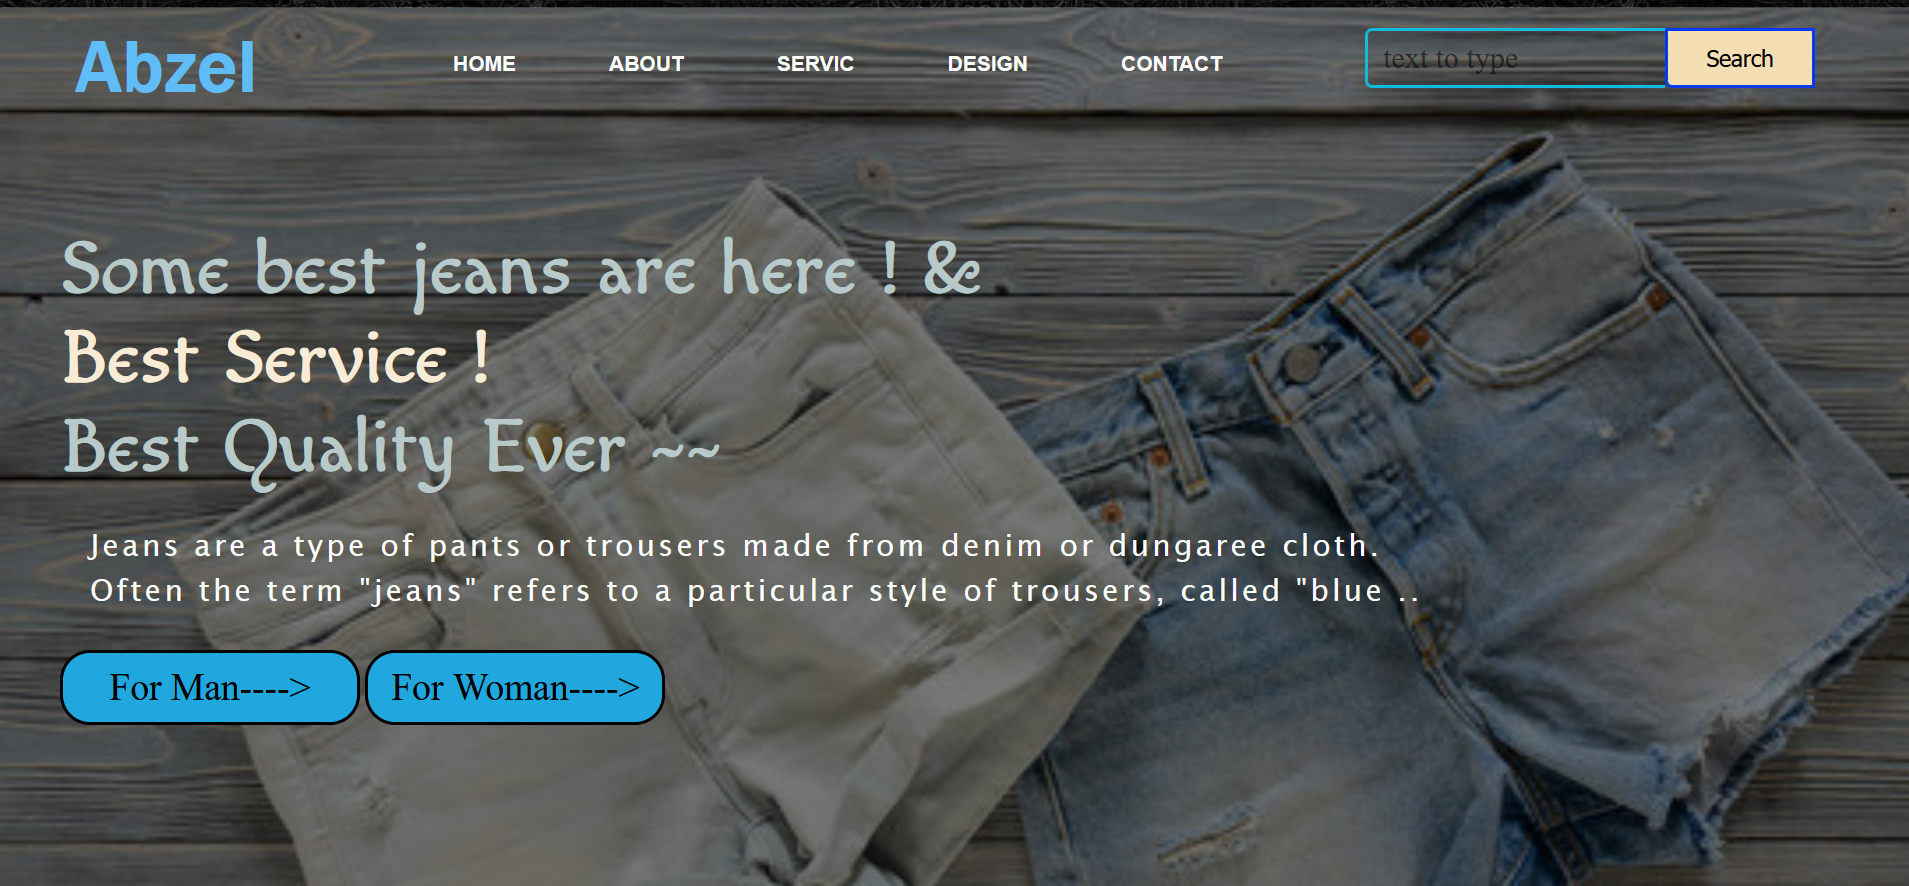 Abzel
HOME ABOUT SERVIC DESIGN CONTACT
text to type Search
Some best jeans are here ! &
Best Service !
Best Quality Ever ~~
Jeans are a type of pants or trousers made from denim or dungaree cloth.
Often the term "jeans" refers to a particular style of trousers, called "blue ..
For Man----> For Woman---->